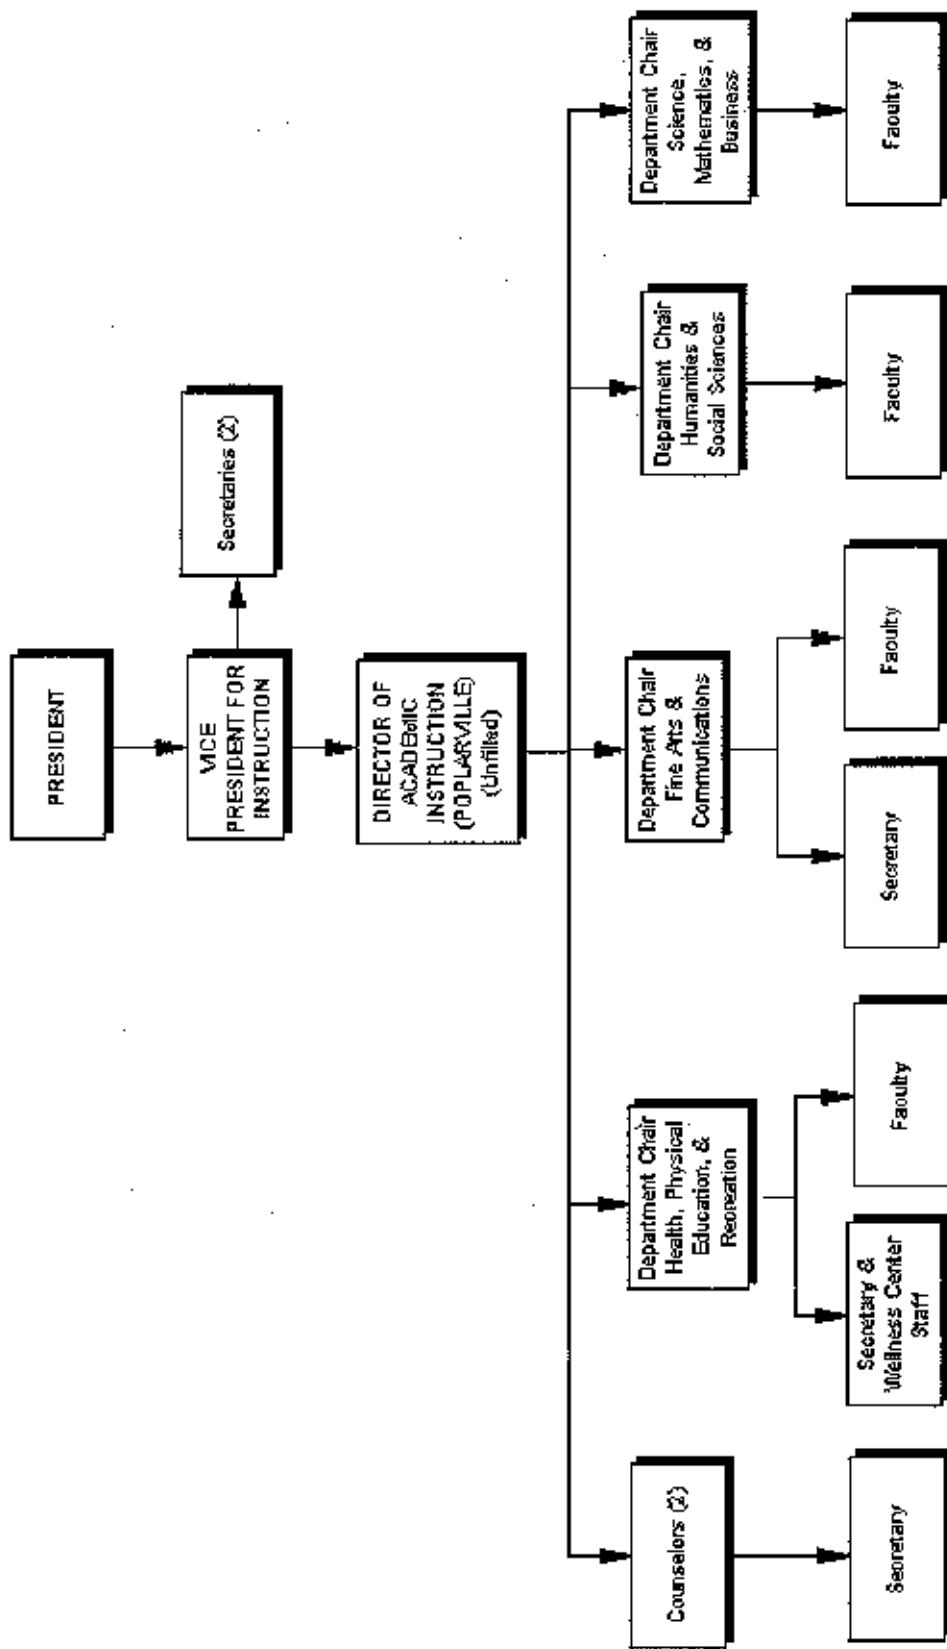 PRESIDENT
VICE
PRESIDENT FOR
INSTRUCTION
Secretaries (2)
DIRECTOR OF
ACADEMIC
INSTRUCTION
(POPLARVILLE)
(Unfilled)
Counselors (2)
Department Chair
Health, Physical
Education, &
Recreation
Department Chair
Fine Arts &
Communications
Department Chair
Humanities &
Social Sciences
Department Chair
Science,
Mathematics, &
Business
Secretary
Secretary &
Wellness Center
Staff
Faculty
Secretary
Faculty
Faculty
Faculty